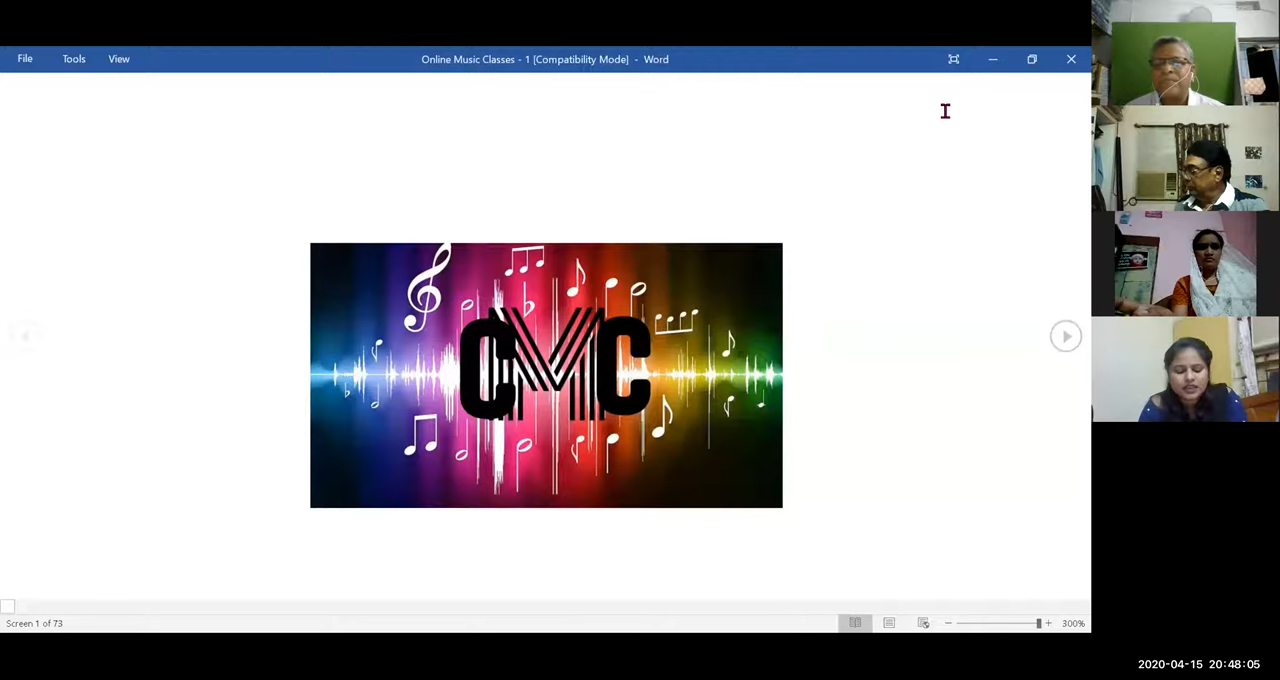 File Tools View Online Music Classes - 1 [Compatibility Mode] - Word
CMC
Screen 1 of 73 300%
2020-04-15 20:48:05